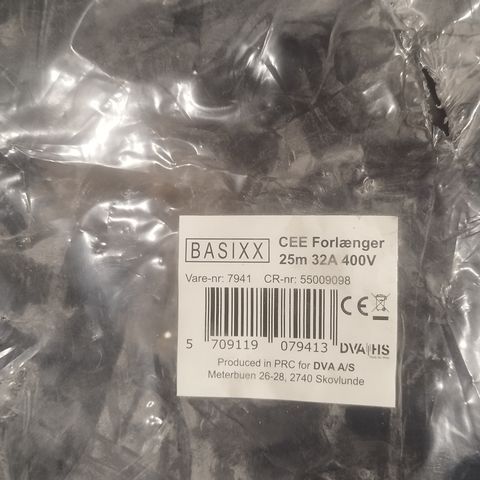 BASIXX
CEE Forlænger
25m 32A 400V
Vare-nr: 7941 CR-nr: 55009098
CE
5 709119 079413
DVA HS
Produced in PRC for DVA A/S
Meterbuen 26-28, 2740 Skovlunde